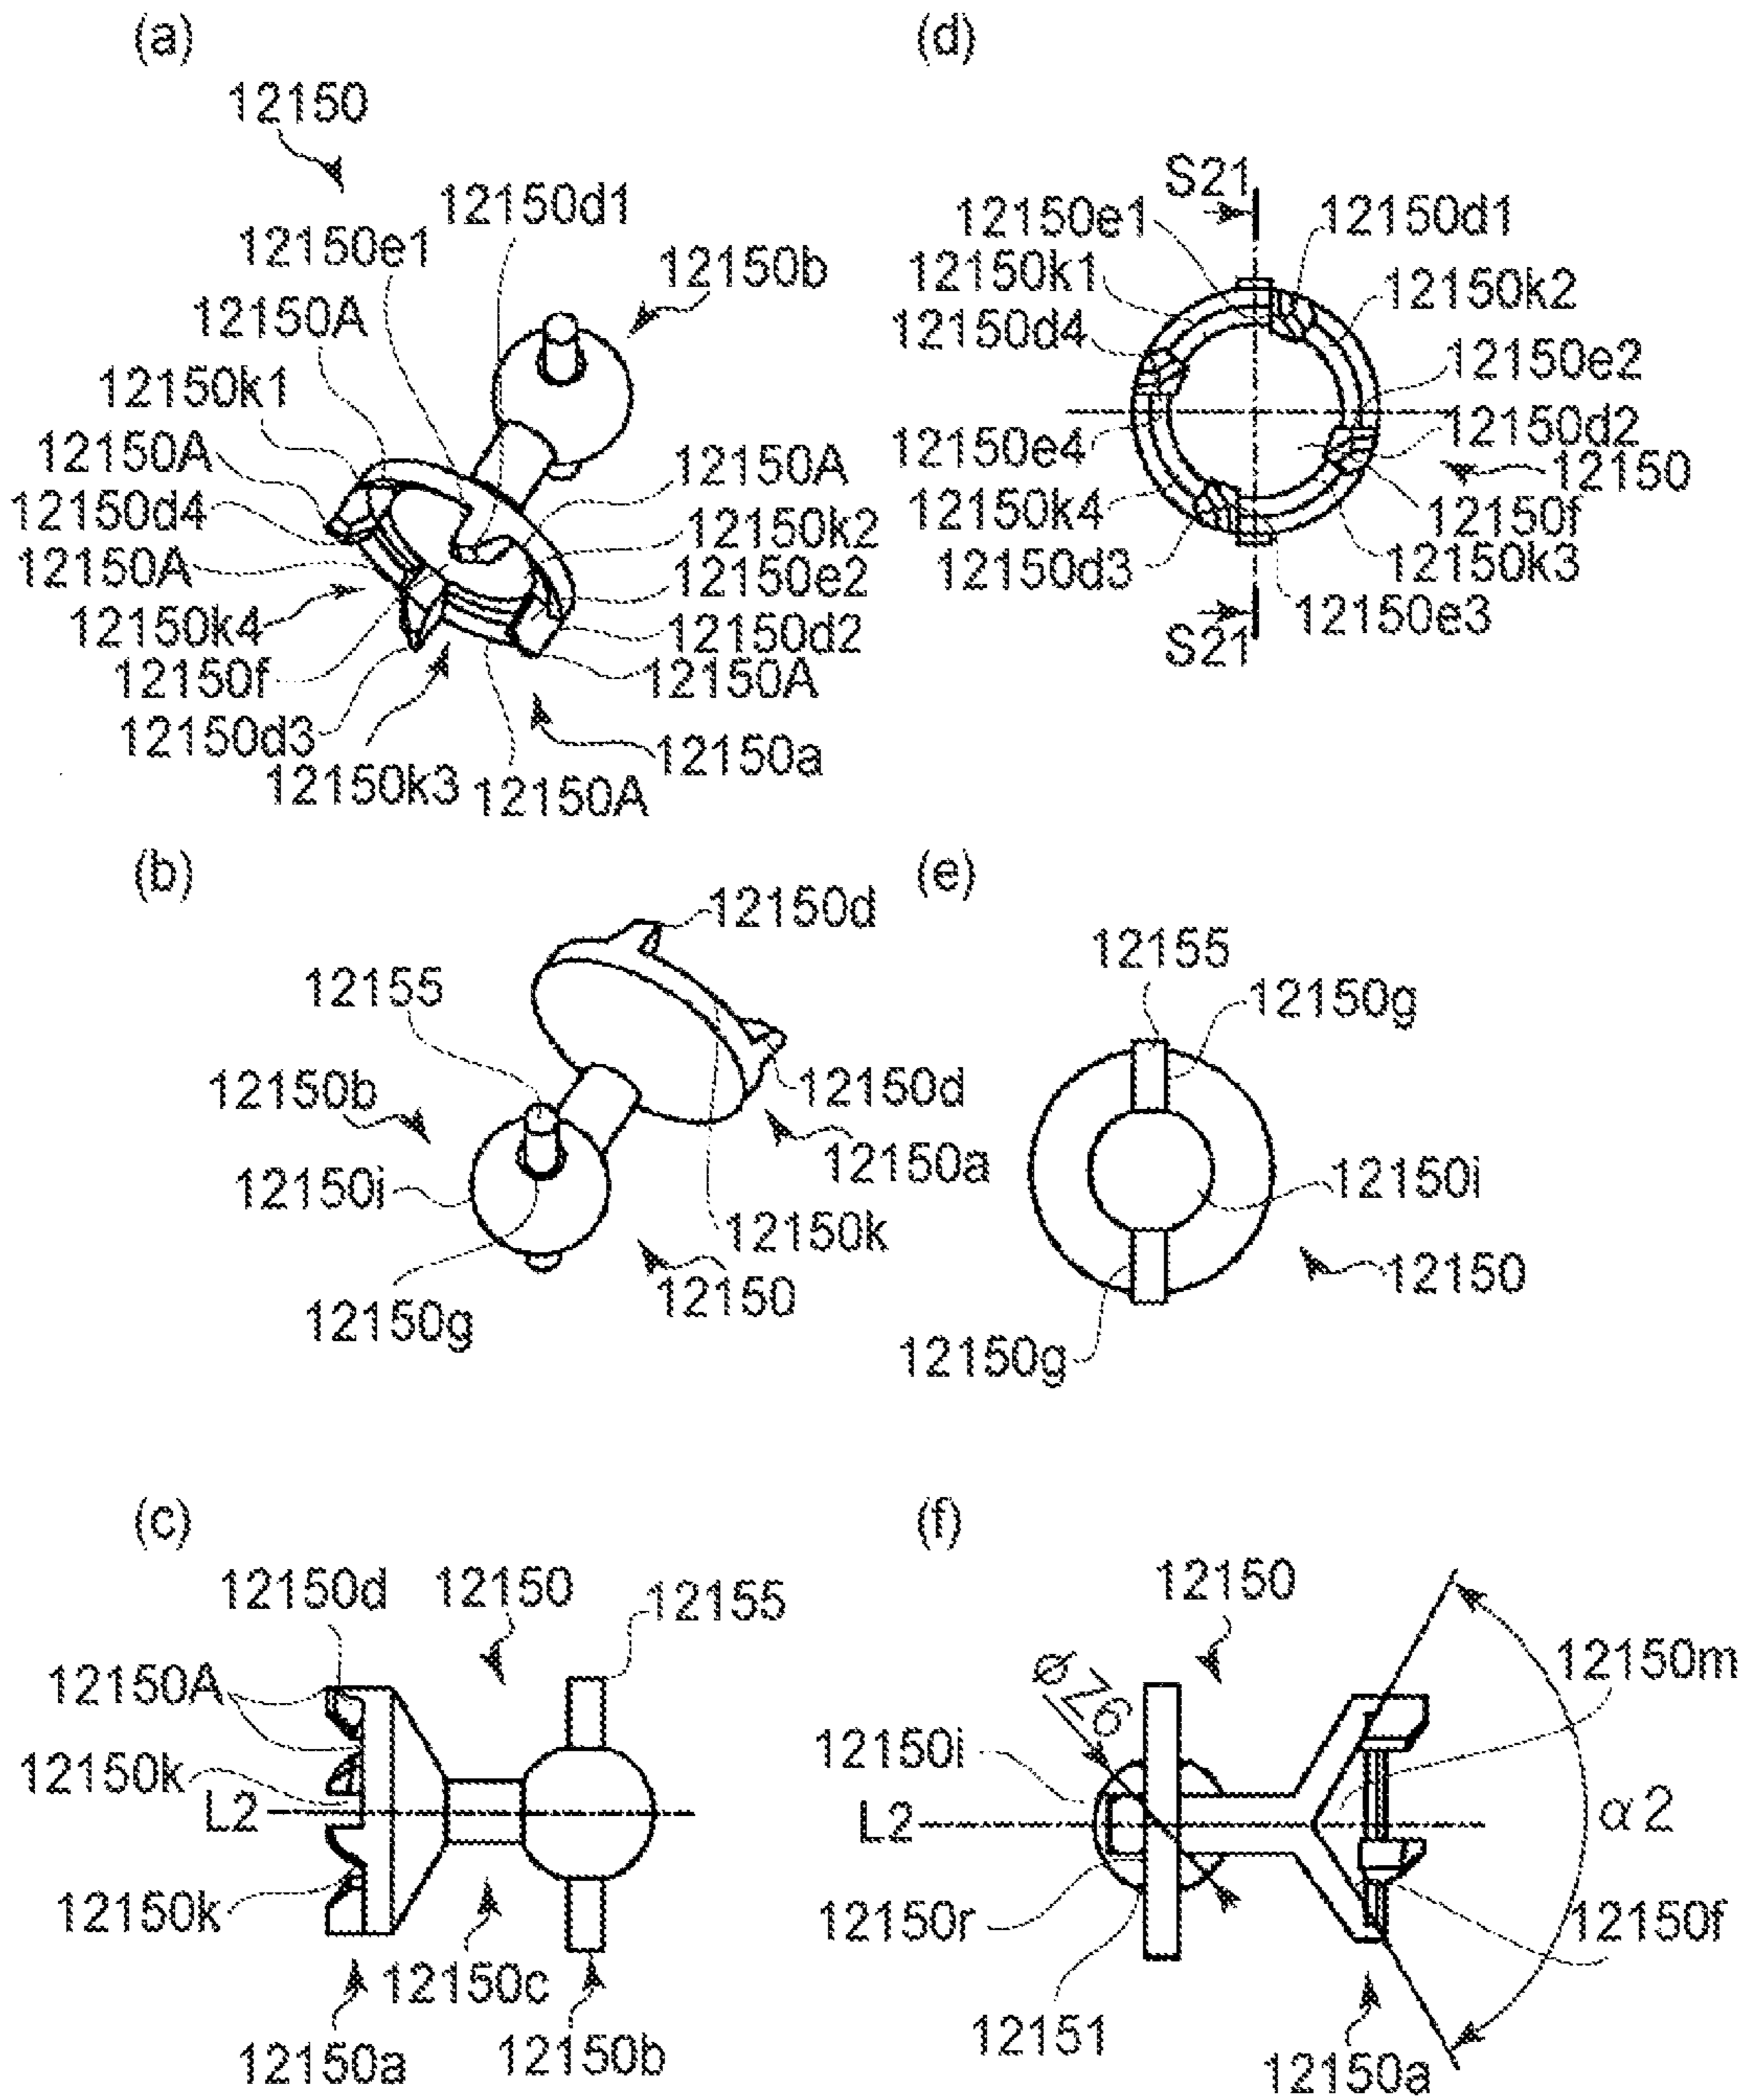 (a)
12150
12150d1
12150e1
12150b
12150A
12150k1
12150A
12150A
12150d4
12150k2
12150A
12150e2
12150k4
12150d2
12150f
12150A
12150d3
12150a
12150k3
12150A
(d)
S21
12150e1
12150d1
12150k1
12150k2
12150d4
12150e2
12150d2
12150e4
12150
12150k4
12150f
12150d3
12150k3
12150e3
S21
(b)
12150d
12155
12150b
12150d
12150a
12150i
12150k
12150
12150g
(e)
12155
12150g
12150i
12150
12150g
(c)
12150d
12150
12155
12150A
12150k
L2
12150k
12150c
12150a
12150b
(f)
12150
12150m
øZ6
12150i
L2
α2
12150r
12150f
12151
12150a